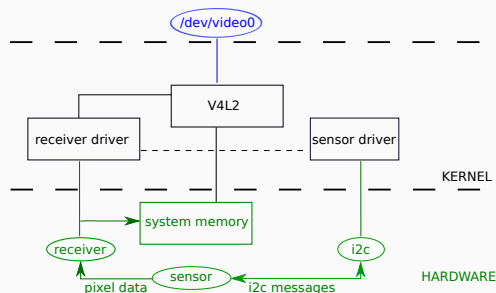 /dev/video0
V4L2
receiver driver
sensor driver
KERNEL
system memory
receiver
i2c
sensor
HARDWARE
pixel data
i2c messages